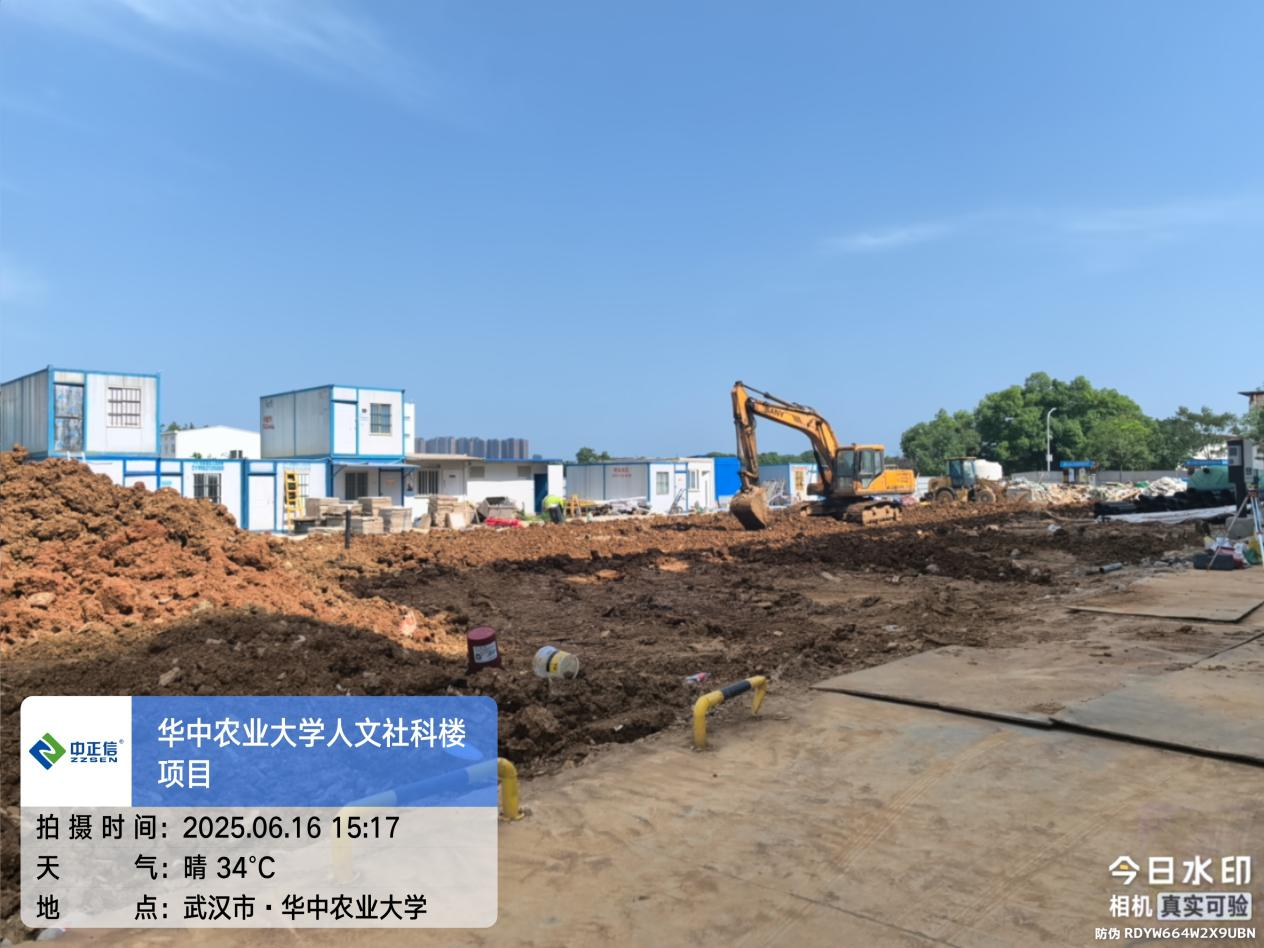 SANY
中正信®
ZZSEN
华中农业大学人文社科楼
项目
拍摄时间：2025.06.16 15:17
天气：晴 34°C
地点：武汉市·华中农业大学
今日水印
相机 真实可验
防伪 RDYW664W2X9UBN